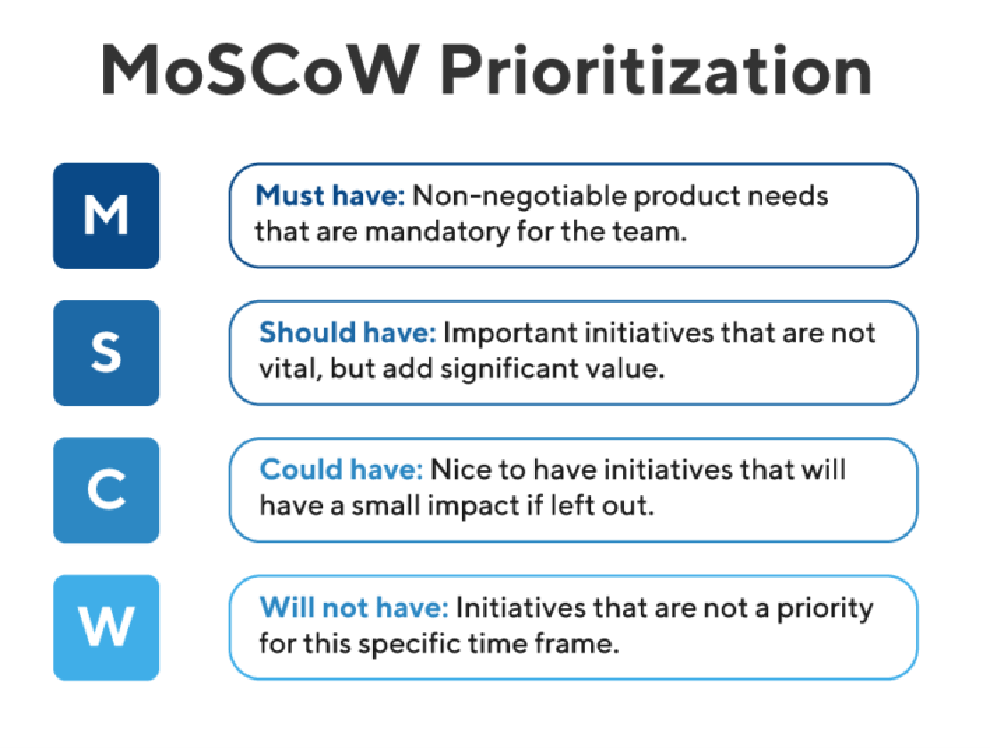 MoSCoW Prioritization
M
Must have: Non-negotiable product needs
that are mandatory for the team.
S
Should have: Important initiatives that are not
vital, but add significant value.
C
Could have: Nice to have initiatives that will
have a small impact if left out.
W
Will not have: Initiatives that are not a priority
for this specific time frame.